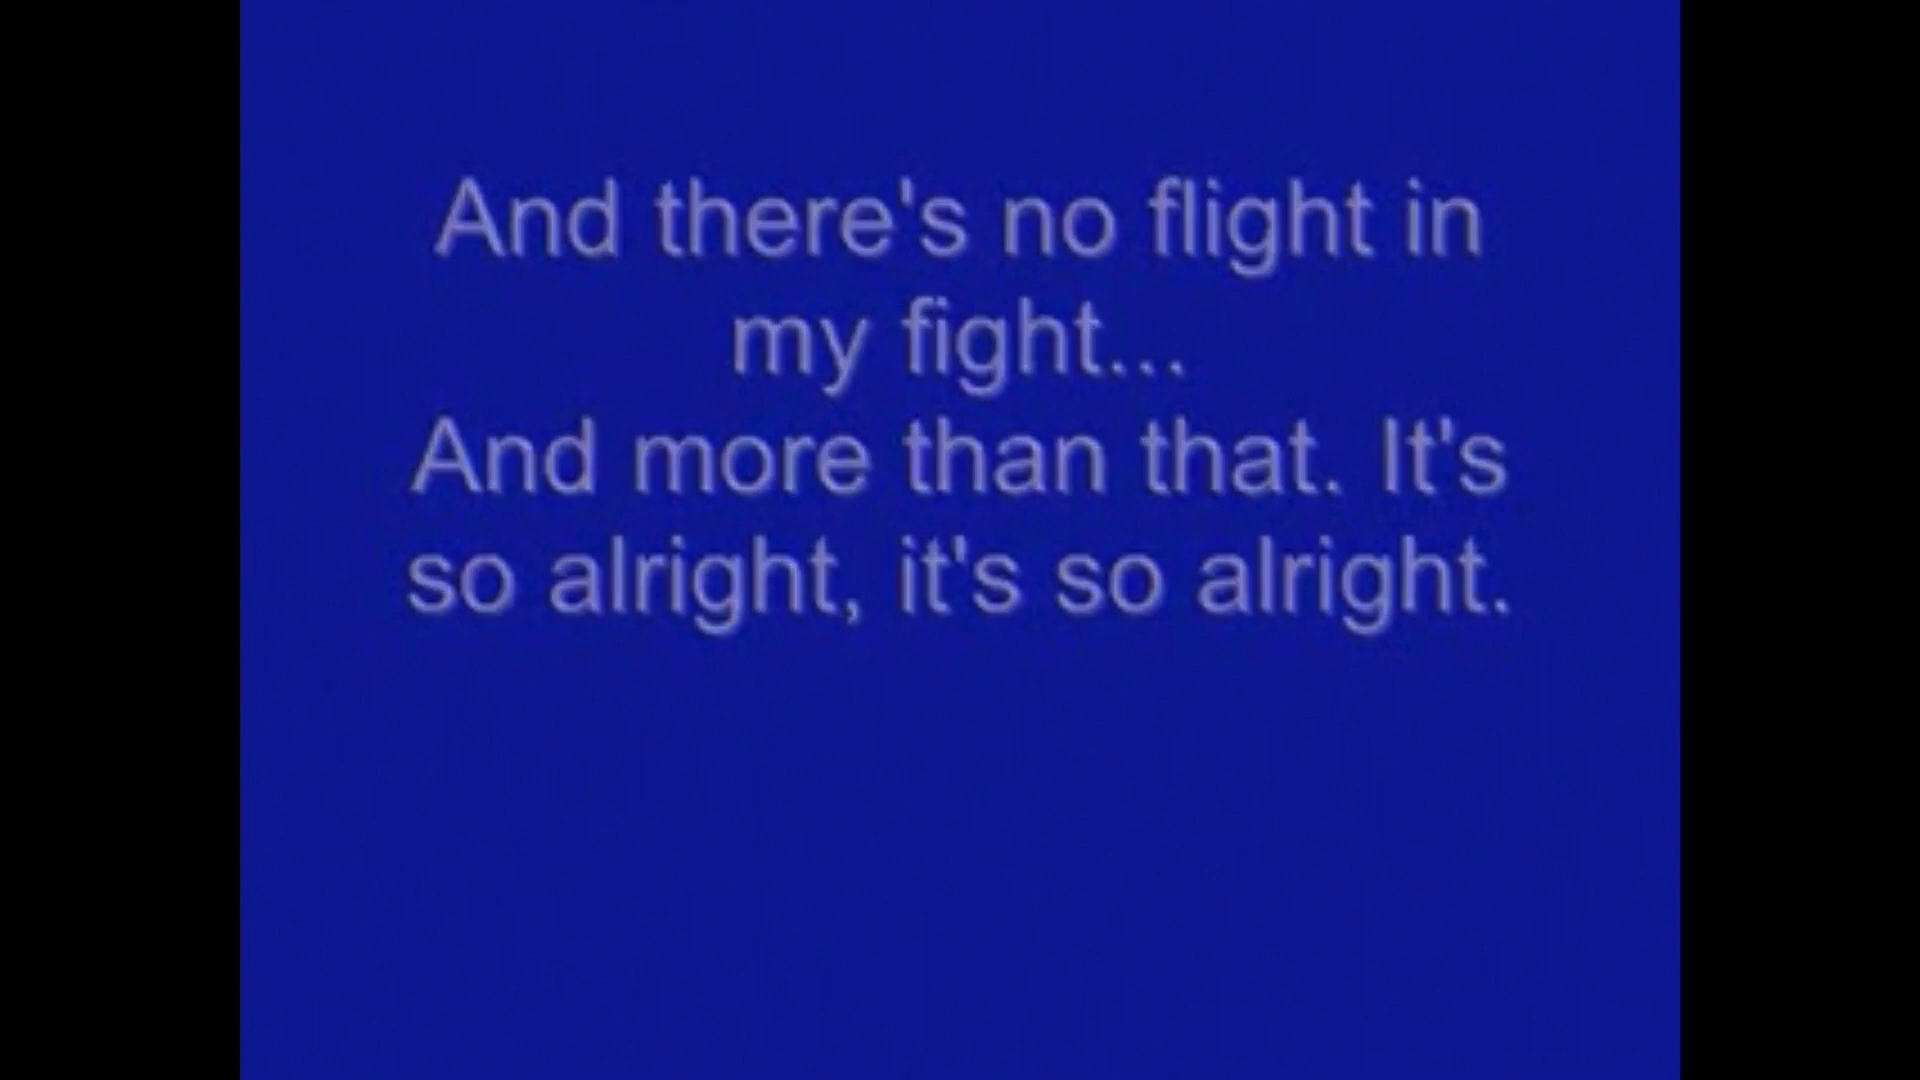 And there's no flight in
my fight...
And more than that. It's
so alright, it's so alright.